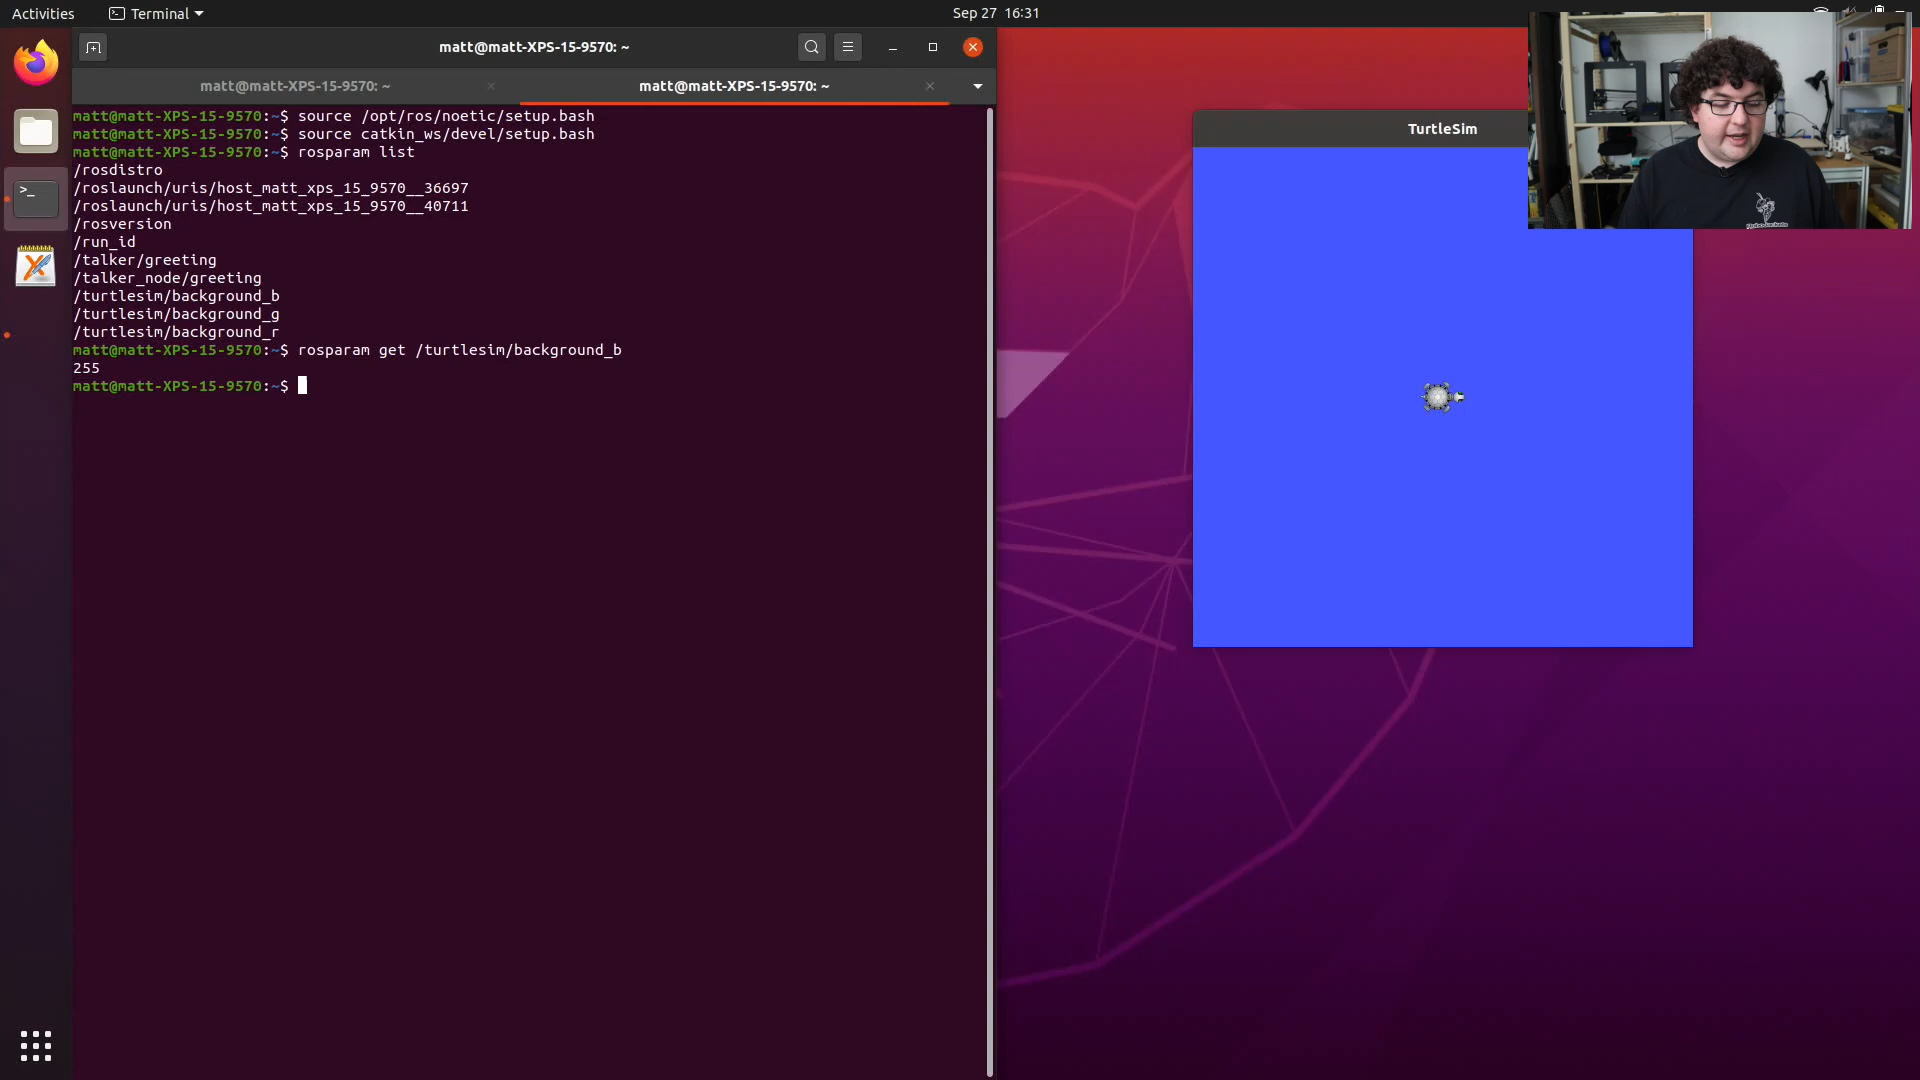 Activities
Terminal
Sep 27 16:31
matt@matt-XPS-15-9570: ~
matt@matt-XPS-15-9570: ~
matt@matt-XPS-15-9570: ~
matt@matt-XPS-15-9570:~$ source /opt/ros/noetic/setup.bash
matt@matt-XPS-15-9570:~$ source catkin_ws/devel/setup.bash
matt@matt-XPS-15-9570:~$ rosparam list
/rosdistro
/roslaunch/uris/host_matt_xps_15_9570__36697
/roslaunch/uris/host_matt_xps_15_9570__40711
/rosversion
/run_id
/talker/greeting
/talker_node/greeting
/turtlesim/background_b
/turtlesim/background_g
/turtlesim/background_r
matt@matt-XPS-15-9570:~$ rosparam get /turtlesim/background_b
255
matt@matt-XPS-15-9570:~$
TurtleSim